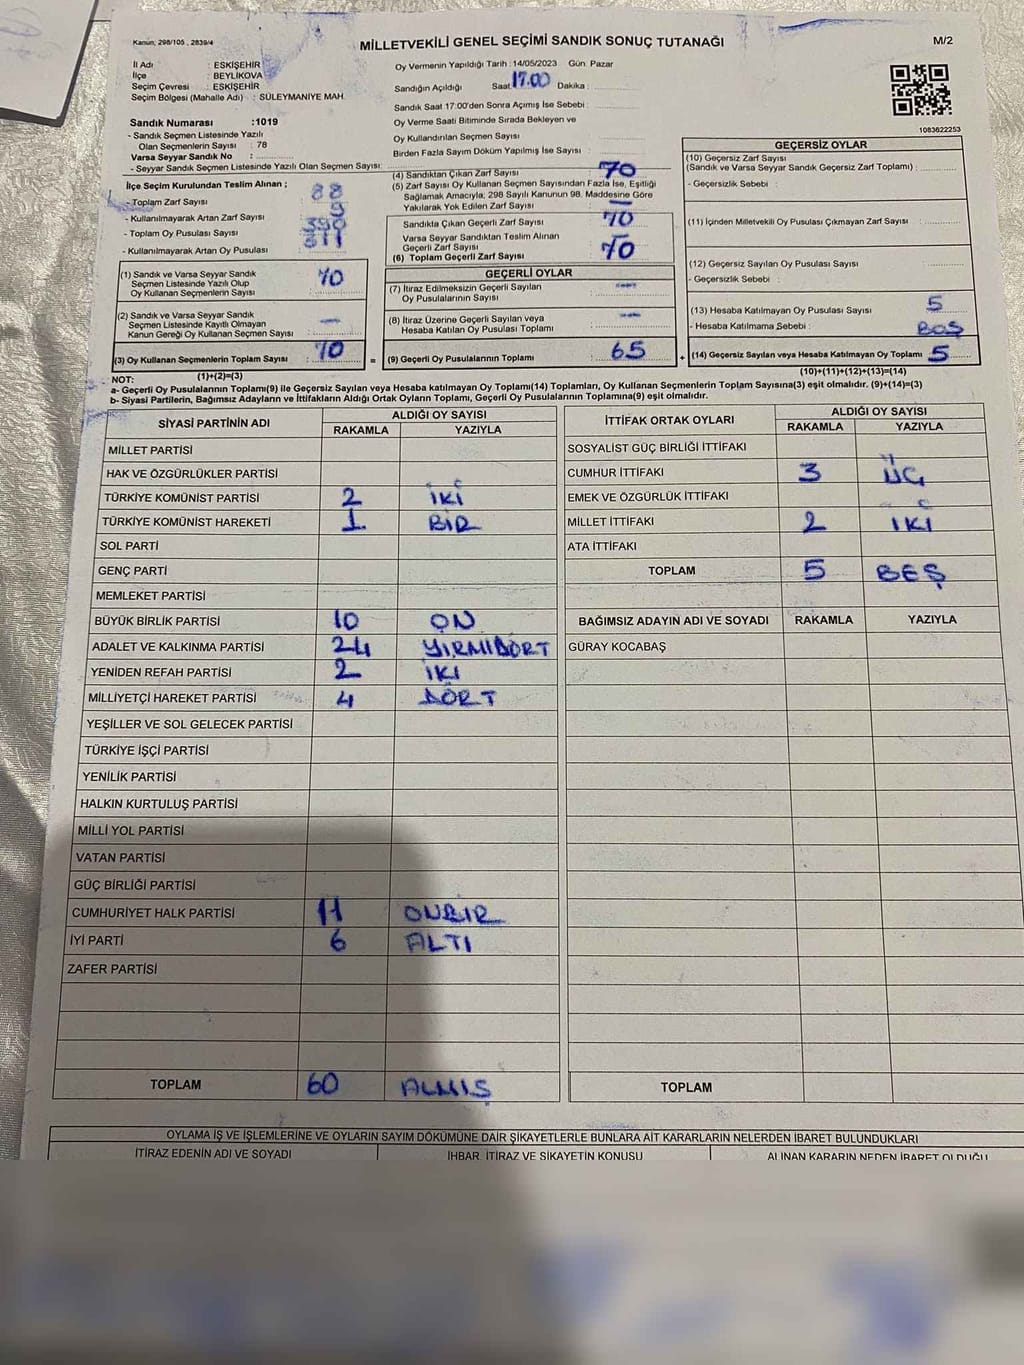 Kanun; 298/105 , 2839/4
MİLLETVEKİLİ GENEL SEÇİMİ SANDIK SONUÇ TUTANAĞI
M/2
İl Adı : ESKİŞEHİR
İlçe : BEYLİKOVA
Seçim Çevresi : ESKİŞEHİR
Seçim Bölgesi (Mahalle Adı) : SÜLEYMANİYE MAH.
Sandık Numarası :1019
- Sandık Seçmen Listesinde Yazılı
Olan Seçmenlerin Sayısı : 78
Varsa Seyyar Sandık No :
- Seyyar Sandık Seçmen Listesinde Yazılı Olan Seçmen Sayısı:
Oy Vermenin Yapıldığı Tarih :14/05/2023 Gün: Pazar
Sandığın Açıldığı Saat 17.00 Dakika :
Sandık Saat 17:00'den Sonra Açımış İse Sebebi :
Oy Verme Saati Bitiminde Sırada Bekleyen ve
Oy Kullandırılan Seçmen Sayısı :
Birden Fazla Sayım Döküm Yapılmış İse Sayısı :
1083622253
İlçe Seçim Kurulundan Teslim Alınan ;
- Toplam Zarf Sayısı : 88
- Kullanılmayarak Artan Zarf Sayısı :
- Toplam Oy Pusulası Sayısı :
- Kullanılmayarak Artan Oy Pusulası :
(1) Sandık ve Varsa Seyyar Sandık
Seçmen Listesinde Yazılı Olup
Oy Kullanan Seçmenlerin Sayısı : 70
(2) Sandık ve Varsa Seyyar Sandık
Seçmen Listesinde Kayıtlı Olmayan
Kanun Gereği Oy Kullanan Seçmen Sayısı : —
(3) Oy Kullanan Seçmenlerin Toplam Sayısı : 70
(1)+(2)=(3)
(4) Sandıktan Çıkan Zarf Sayısı : 70
(5) Zarf Sayısı Oy Kullanan Seçmen Sayısından Fazla İse, Eşitliği
Sağlamak Amacıyla; 298 Sayılı Kanunun 98. Maddesine Göre
Yakılarak Yok Edilen Zarf Sayısı : —
Sandıkla Çıkan Geçerli Zarf Sayısı : 70
Varsa Seyyar Sandıktan Teslim Alınan
Geçerli Zarf Sayısı : —
(6) Toplam Geçerli Zarf Sayısı : 70
GEÇERLİ OYLAR
(7) İtiraz Edilmeksizin Geçerli Sayılan
Oy Pusulalarının Sayısı : —
(8) İtiraz Üzerine Geçerli Sayılan veya
Hesaba Katılan Oy Pusulası Toplamı : —
= (9) Geçerli Oy Pusulalarının Toplamı : 65
GEÇERSİZ OYLAR
(10) Geçersiz Zarf Sayısı
(Sandık ve Varsa Seyyar Sandık Geçersiz Zarf Toplamı) :
- Geçersizlik Sebebi :
(11) İçinden Milletvekili Oy Pusulası Çıkmayan Zarf Sayısı :
(12) Geçersiz Sayılan Oy Pusulası Sayısı :
- Geçersizlik Sebebi :
(13) Hesaba Katılmayan Oy Pusulası Sayısı : 5
- Hesaba Katılmama Sebebi : BOŞ
+ (14) Geçersiz Sayılan veya Hesaba Katılmayan Oy Toplamı : 5
(10)+(11)+(12)+(13)=(14)
NOT:
a- Geçerli Oy Pusulalarının Toplamı(9) ile Geçersiz Sayılan veya Hesaba katılmayan Oy Toplamı(14) Toplamları, Oy Kullanan Seçmenlerin Toplam Sayısına(3) eşit olmalıdır. (9)+(14)=(3)
b- Siyasi Partilerin, Bağımsız Adayların ve İttifakların Aldığı Ortak Oyların Toplamı, Geçerli Oy Pusulalarının Toplamına(9) eşit olmalıdır.
SİYASİ PARTİNİN ADI ALDIĞI OY SAYISI
RAKAMLA YAZIYLA
MİLLET PARTİSİ
HAK VE ÖZGÜRLÜKLER PARTİSİ
TÜRKİYE KOMÜNİST PARTİSİ 2 İKİ
TÜRKİYE KOMÜNİST HAREKETİ 1 BİR
SOL PARTİ
GENÇ PARTİ
MEMLEKET PARTİSİ
BÜYÜK BİRLİK PARTİSİ 10 ON
ADALET VE KALKINMA PARTİSİ 24 YIRMIDÖRT
YENİDEN REFAH PARTİSİ 2 İKİ
MİLLİYETÇİ HAREKET PARTİSİ 4 DÖRT
YEŞİLLER VE SOL GELECEK PARTİSİ
TÜRKİYE İŞÇİ PARTİSİ
YENİLİK PARTİSİ
HALKIN KURTULUŞ PARTİSİ
MİLLİ YOL PARTİSİ
VATAN PARTİSİ
GÜÇ BİRLİĞİ PARTİSİ
CUMHURİYET HALK PARTİSİ 11 ONBİR
İYİ PARTİ 6 ALTI
ZAFER PARTİSİ
TOPLAM 60 ALMIŞ
İTTİFAK ORTAK OYLARI ALDIĞI OY SAYISI
RAKAMLA YAZIYLA
SOSYALİST GÜÇ BİRLİĞİ İTTİFAKI
CUMHUR İTTİFAKI 3 ÜÇ
EMEK VE ÖZGÜRLÜK İTTİFAKI
MİLLET İTTİFAKI 2 IKI
ATA İTTİFAKI
TOPLAM 5 BEŞ
BAĞIMSIZ ADAYIN ADI VE SOYADI RAKAMLA YAZIYLA
GÜRAY KOCABAŞ
TOPLAM
OYLAMA İŞ VE İŞLEMLERİNE VE OYLARIN SAYIM DÖKÜMÜNE DAİR ŞİKAYETLERLE BUNLARA AİT KARARLARIN NELERDEN İBARET BULUNDUKLARI
İTİRAZ EDENİN ADI VE SOYADI İHBAR, İTİRAZ VE ŞİKAYETİN KONUSU ALINAN KARARIN NEDEN İBARET OLDUĞU